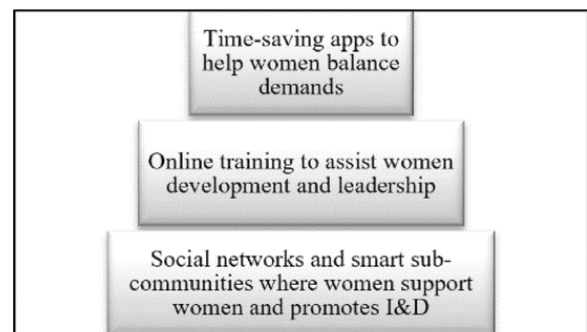 Time-saving apps to
help women balance
demands
Online training to assist women
development and leadership
Social networks and smart sub-
communities where women support
women and promotes I&D